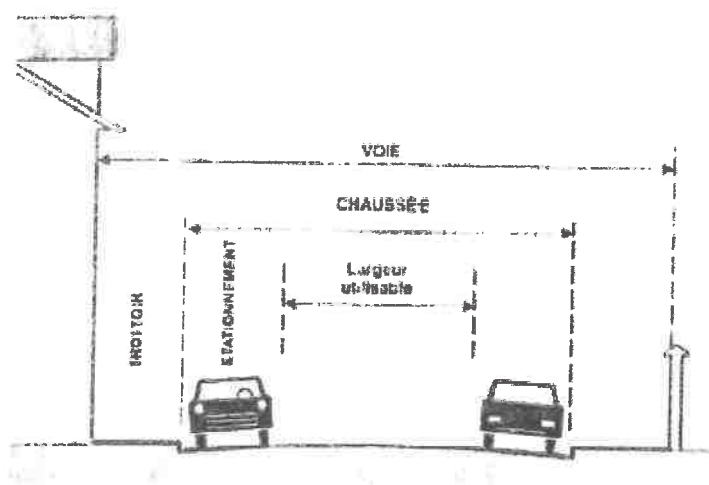 VOIE
CHAUSSÉE
Largeur
utilisable
TROTTOIR
STATIONNEMENT